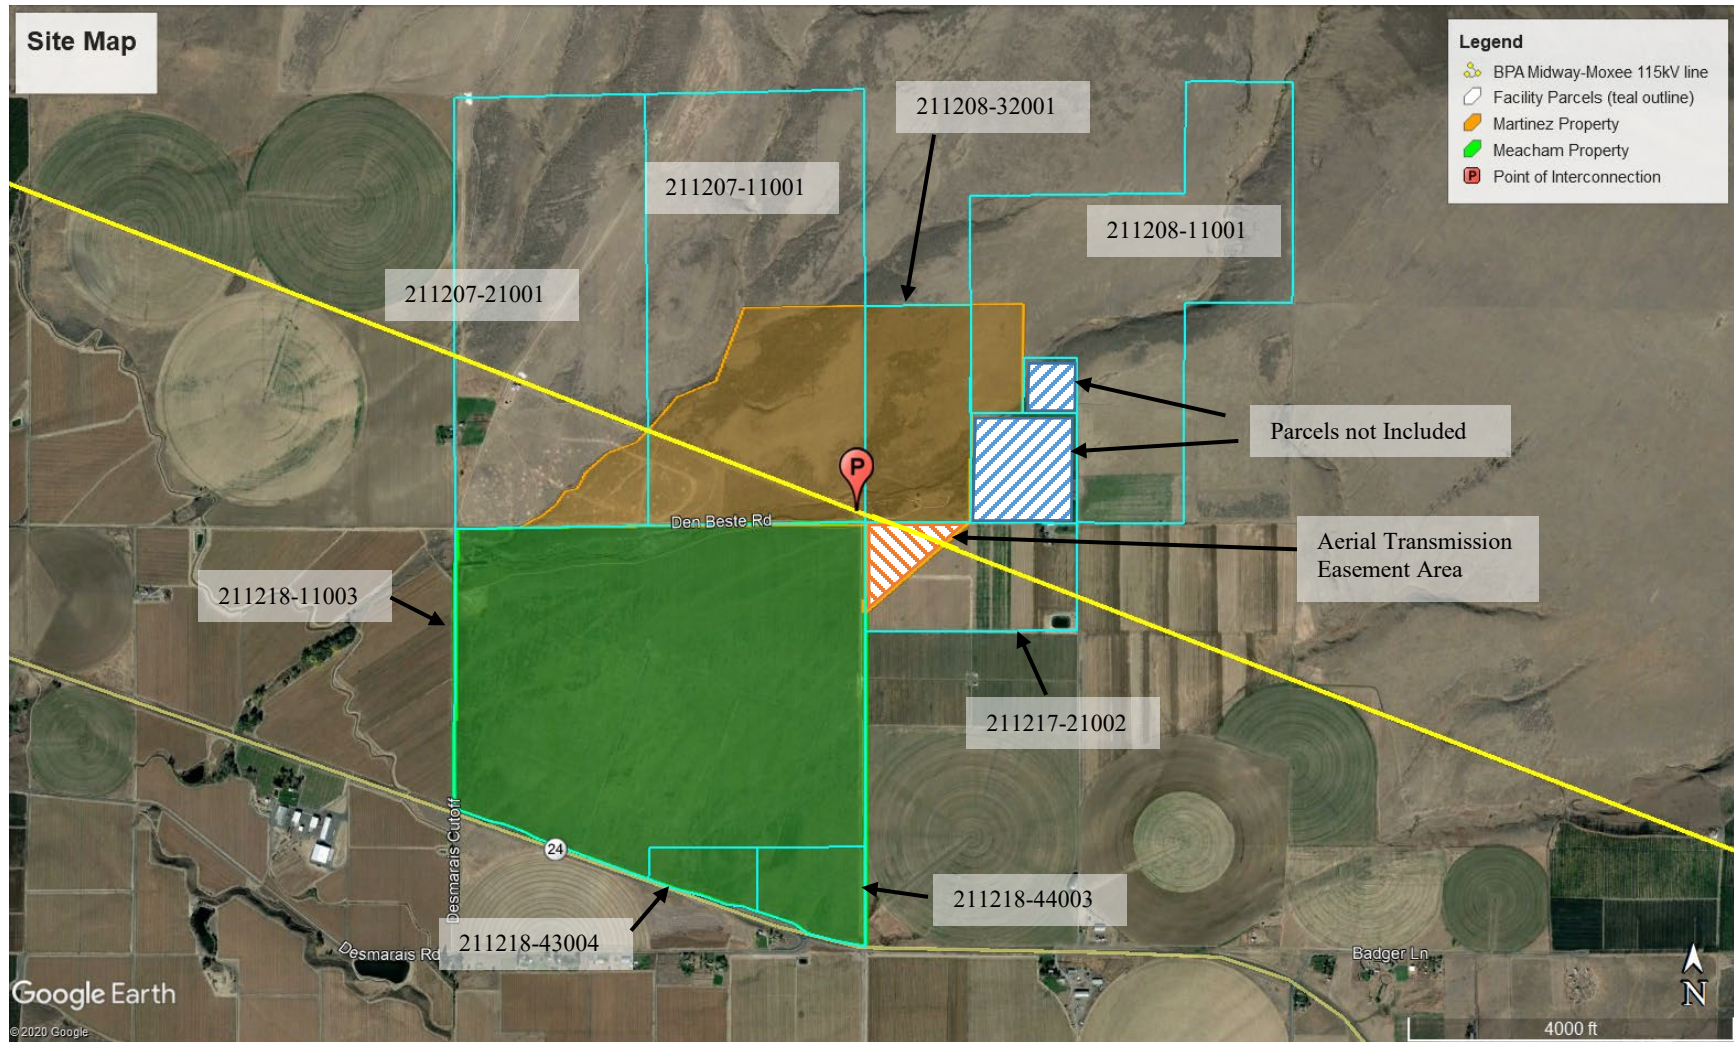 Site Map
Legend
BPA Midway-Moxee 115kV line
Facility Parcels (teal outline)
Martinez Property
Meacham Property
P Point of Interconnection
211208-32001
211207-11001
211208-11001
211207-21001
Parcels not Included
P
Den Beste Rd
Aerial Transmission
Easement Area
211218-11003
211217-21002
Desmarais Cutoff
24
211218-44003
211218-43004
Desmarais Rd
Badger Ln
N
Google Earth
© 2020 Google
4000 ft